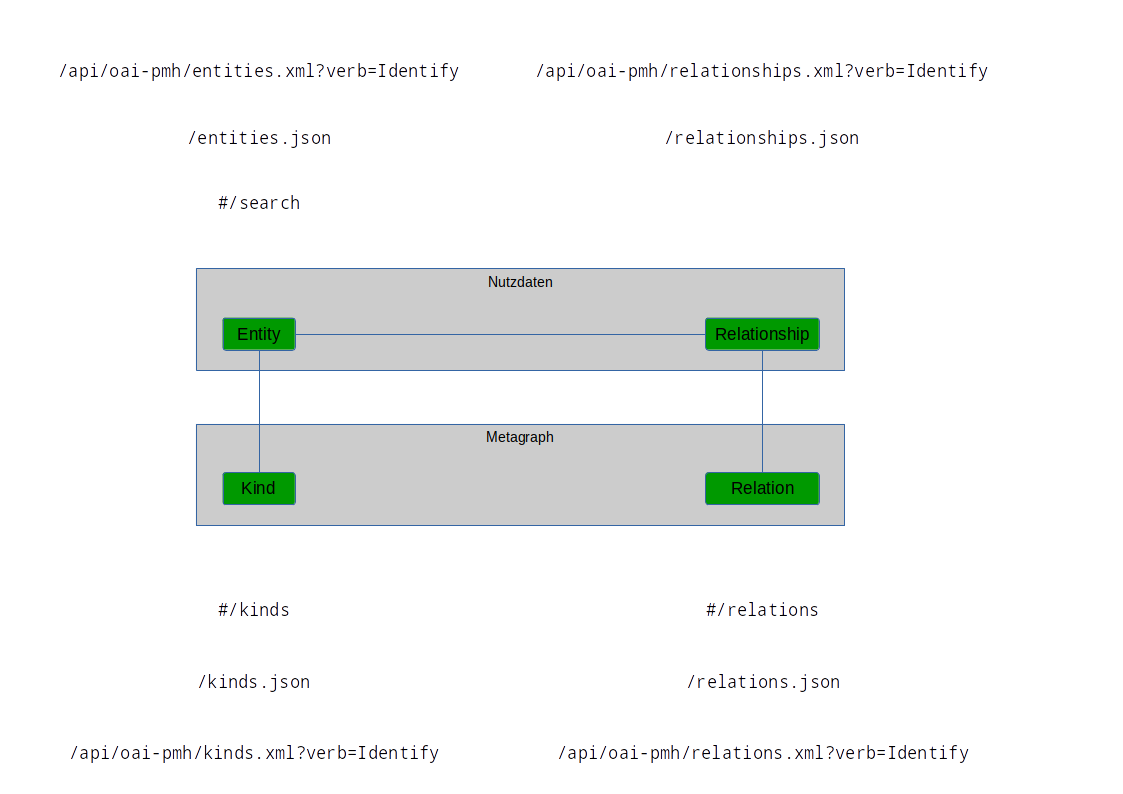 /api/oai-pmh/entities.xml?verb=Identify
/api/oai-pmh/relationships.xml?verb=Identify
/entities.json
/relationships.json
#/search
Nutzdaten
Entity
Relationship
Metagraph
Kind
Relation
#/kinds
#/relations
/kinds.json
/relations.json
/api/oai-pmh/kinds.xml?verb=Identify
/api/oai-pmh/relations.xml?verb=Identify